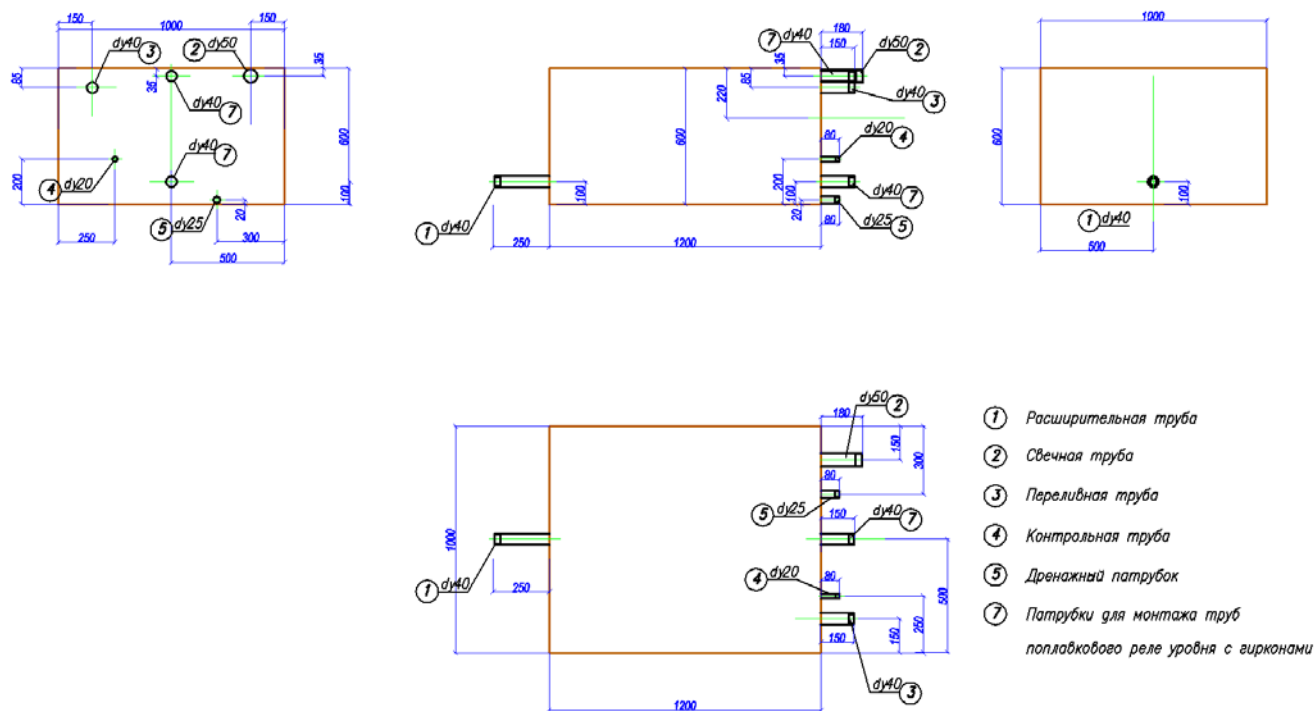 150
1000
150
dy40 3
2 dy50
35
85
35
dy40
7
600
dy40
7
200
4 dy20
100
5 dy25
20
250
300
500
180
7 dy40
150
dy50 2
35
85
dy40 3
220
600
80
dy20 4
200
100
100
dy40 7
20
dy25 5
80
1 dy40
250
1200
1000
600
100
1 dy40
500
dy50 2
180
150
300
80
5 dy25
150
dy40 7
1000
1 dy40
250
4 dy20
80
500
250
150
150
dy40 3
1200
1 Расширительная труба
2 Свечная труба
3 Переливная труба
4 Контрольная труба
5 Дренажный патрубок
7 Патрубки для монтажа труб
поплавкового реле уровня с гирконами